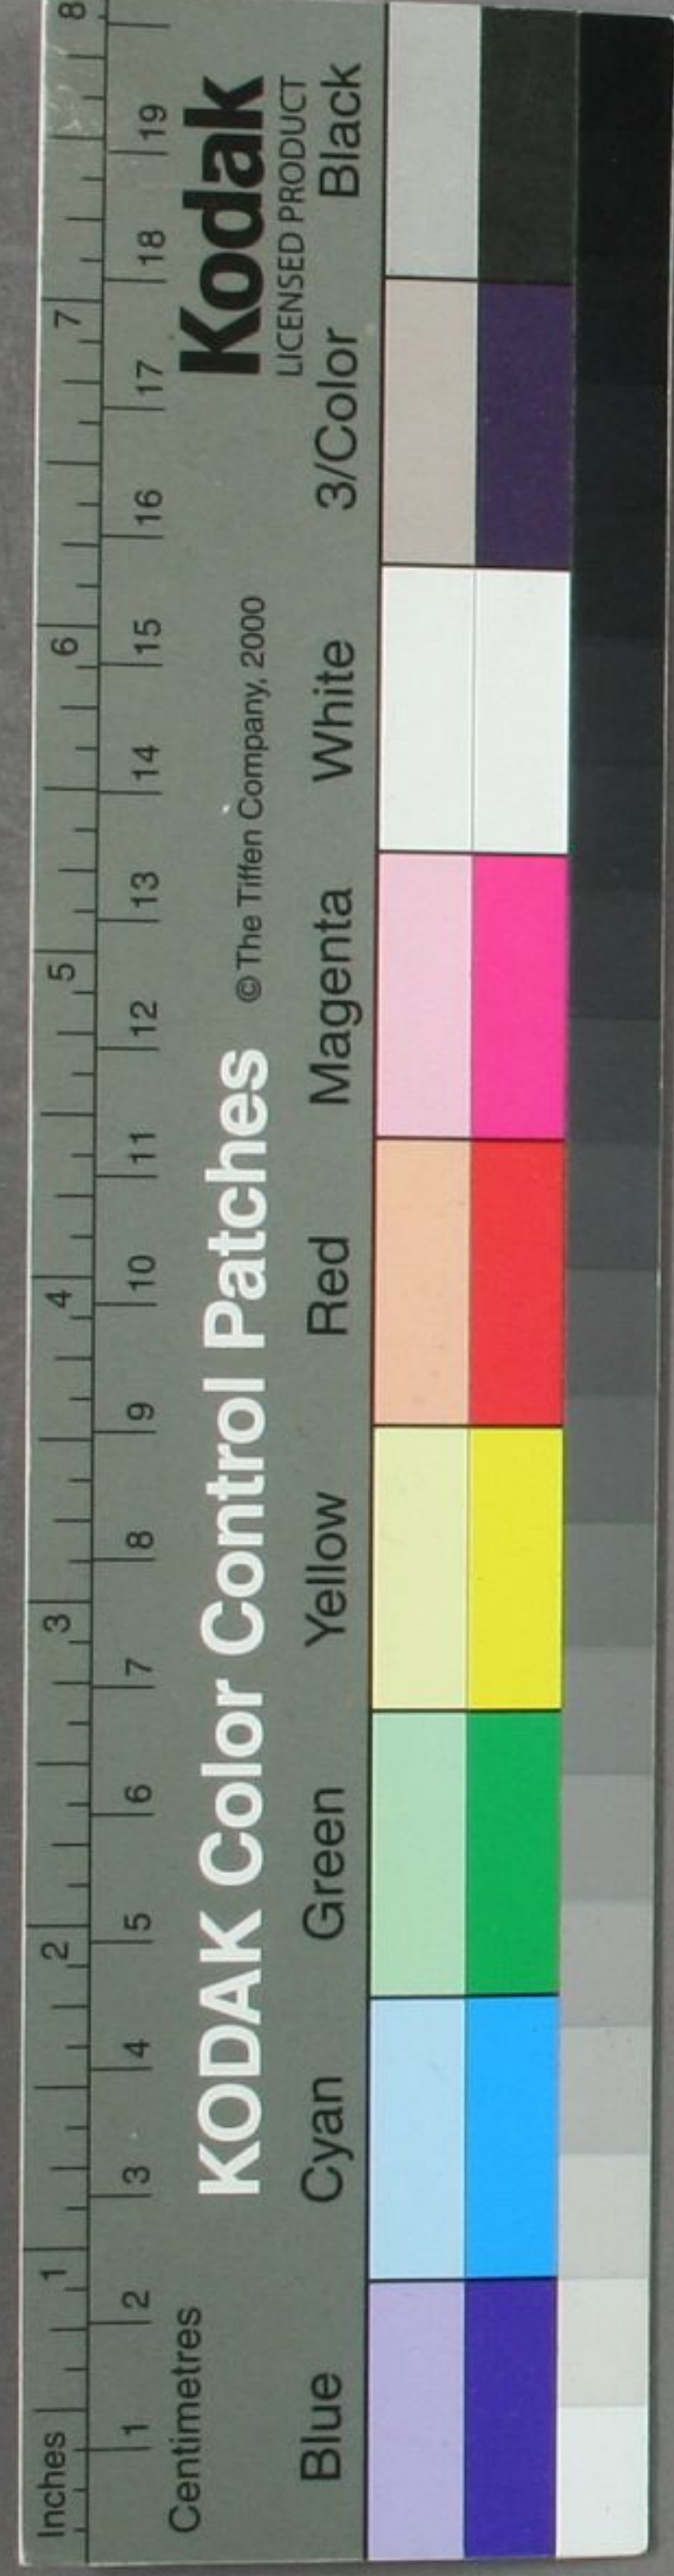 Inches 1 2 3 4 5 6 7 8
Centimetres 1 2 3 4 5 6 7 8 9 10 11 12 13 14 15 16 17 18 19
KODAK Color Control Patches © The Tiffen Company, 2000 Kodak
LICENSED PRODUCT
Blue Cyan Green Yellow Red Magenta White 3/Color Black